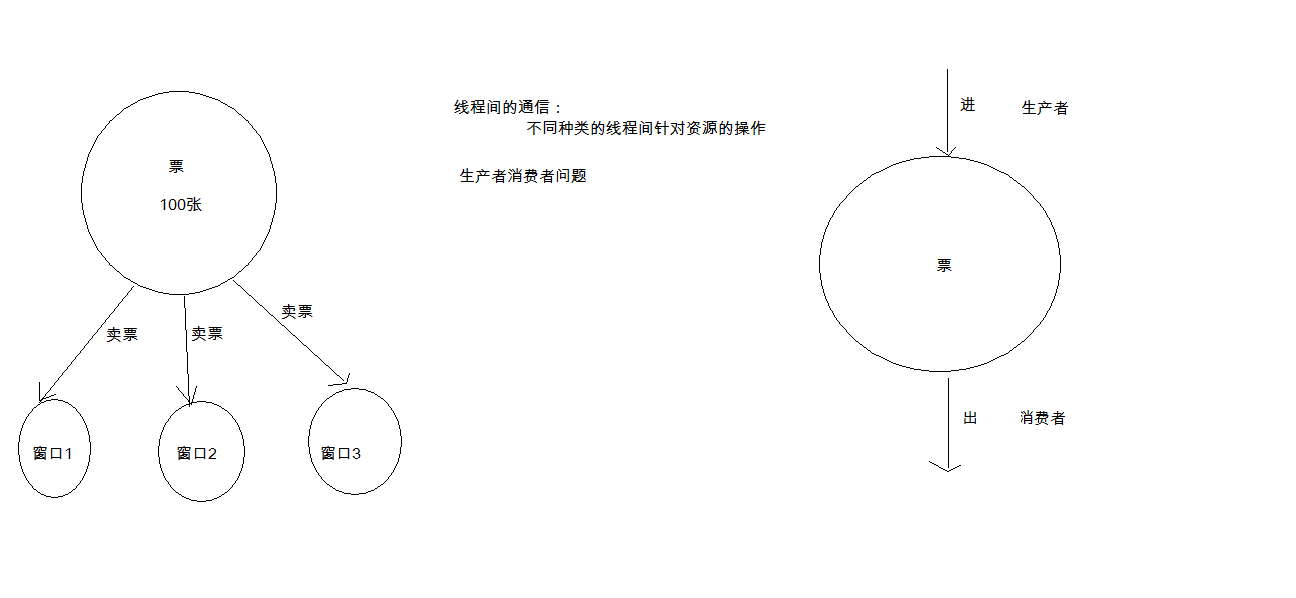 票
100张
卖票
卖票
卖票
窗口1
窗口2
窗口3
线程间的通信：
不同种类的线程间针对资源的操作
生产者消费者问题
进
生产者
票
出
消费者